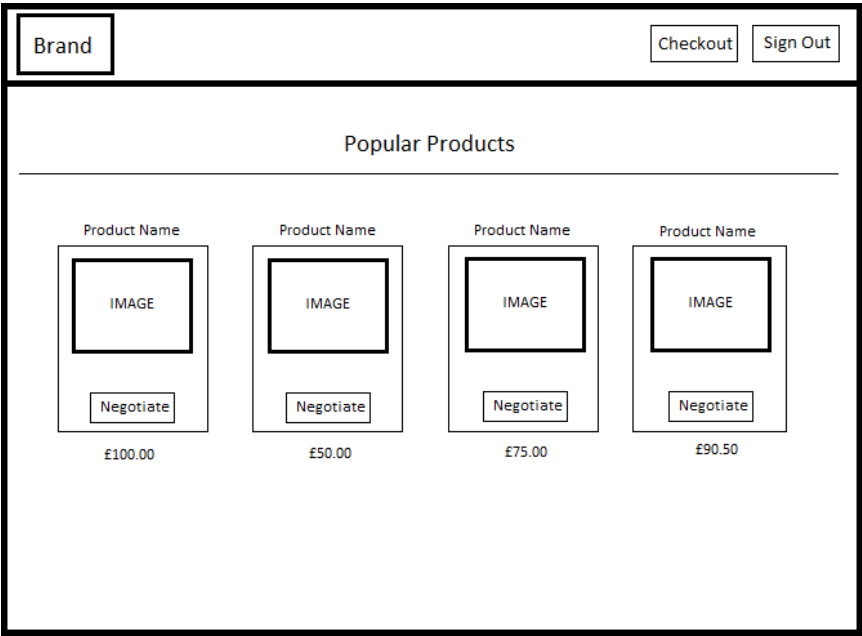 Brand
Checkout
Sign Out
Popular Products
Product Name
Product Name
Product Name
Product Name
IMAGE
IMAGE
IMAGE
IMAGE
Negotiate
Negotiate
Negotiate
Negotiate
£100.00
£50.00
£75.00
£90.50